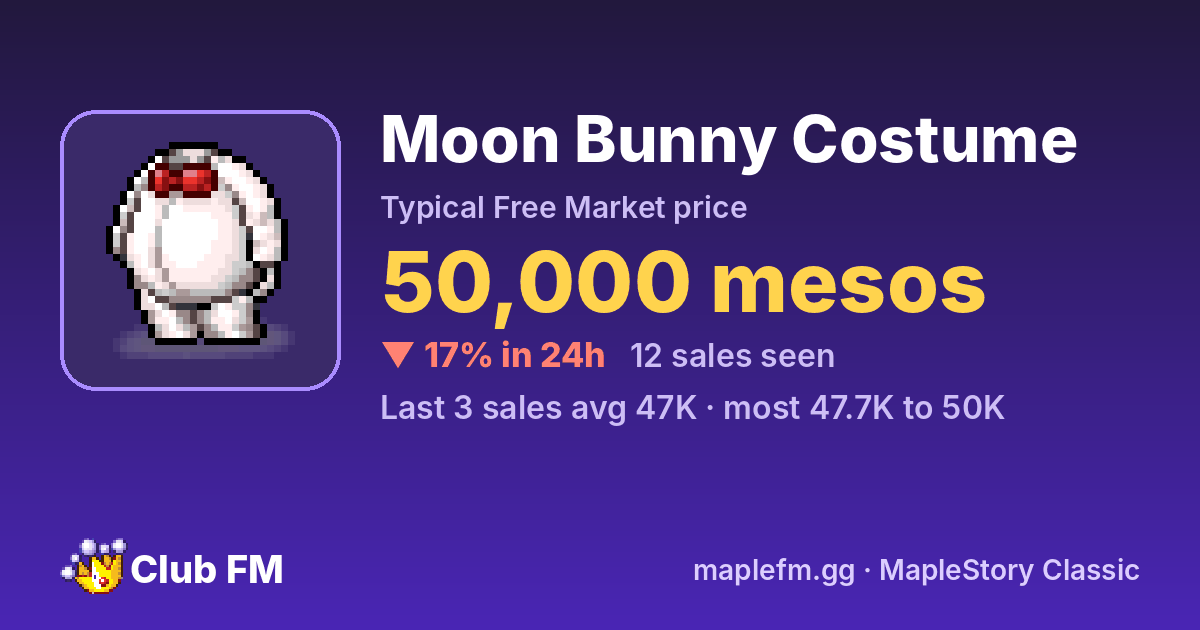 Moon Bunny Costume
Typical Free Market price
50,000 mesos
▼ 17% in 24h 12 sales seen
Last 3 sales avg 47K · most 47.7K to 50K
Club FM
maplefm.gg · MapleStory Classic